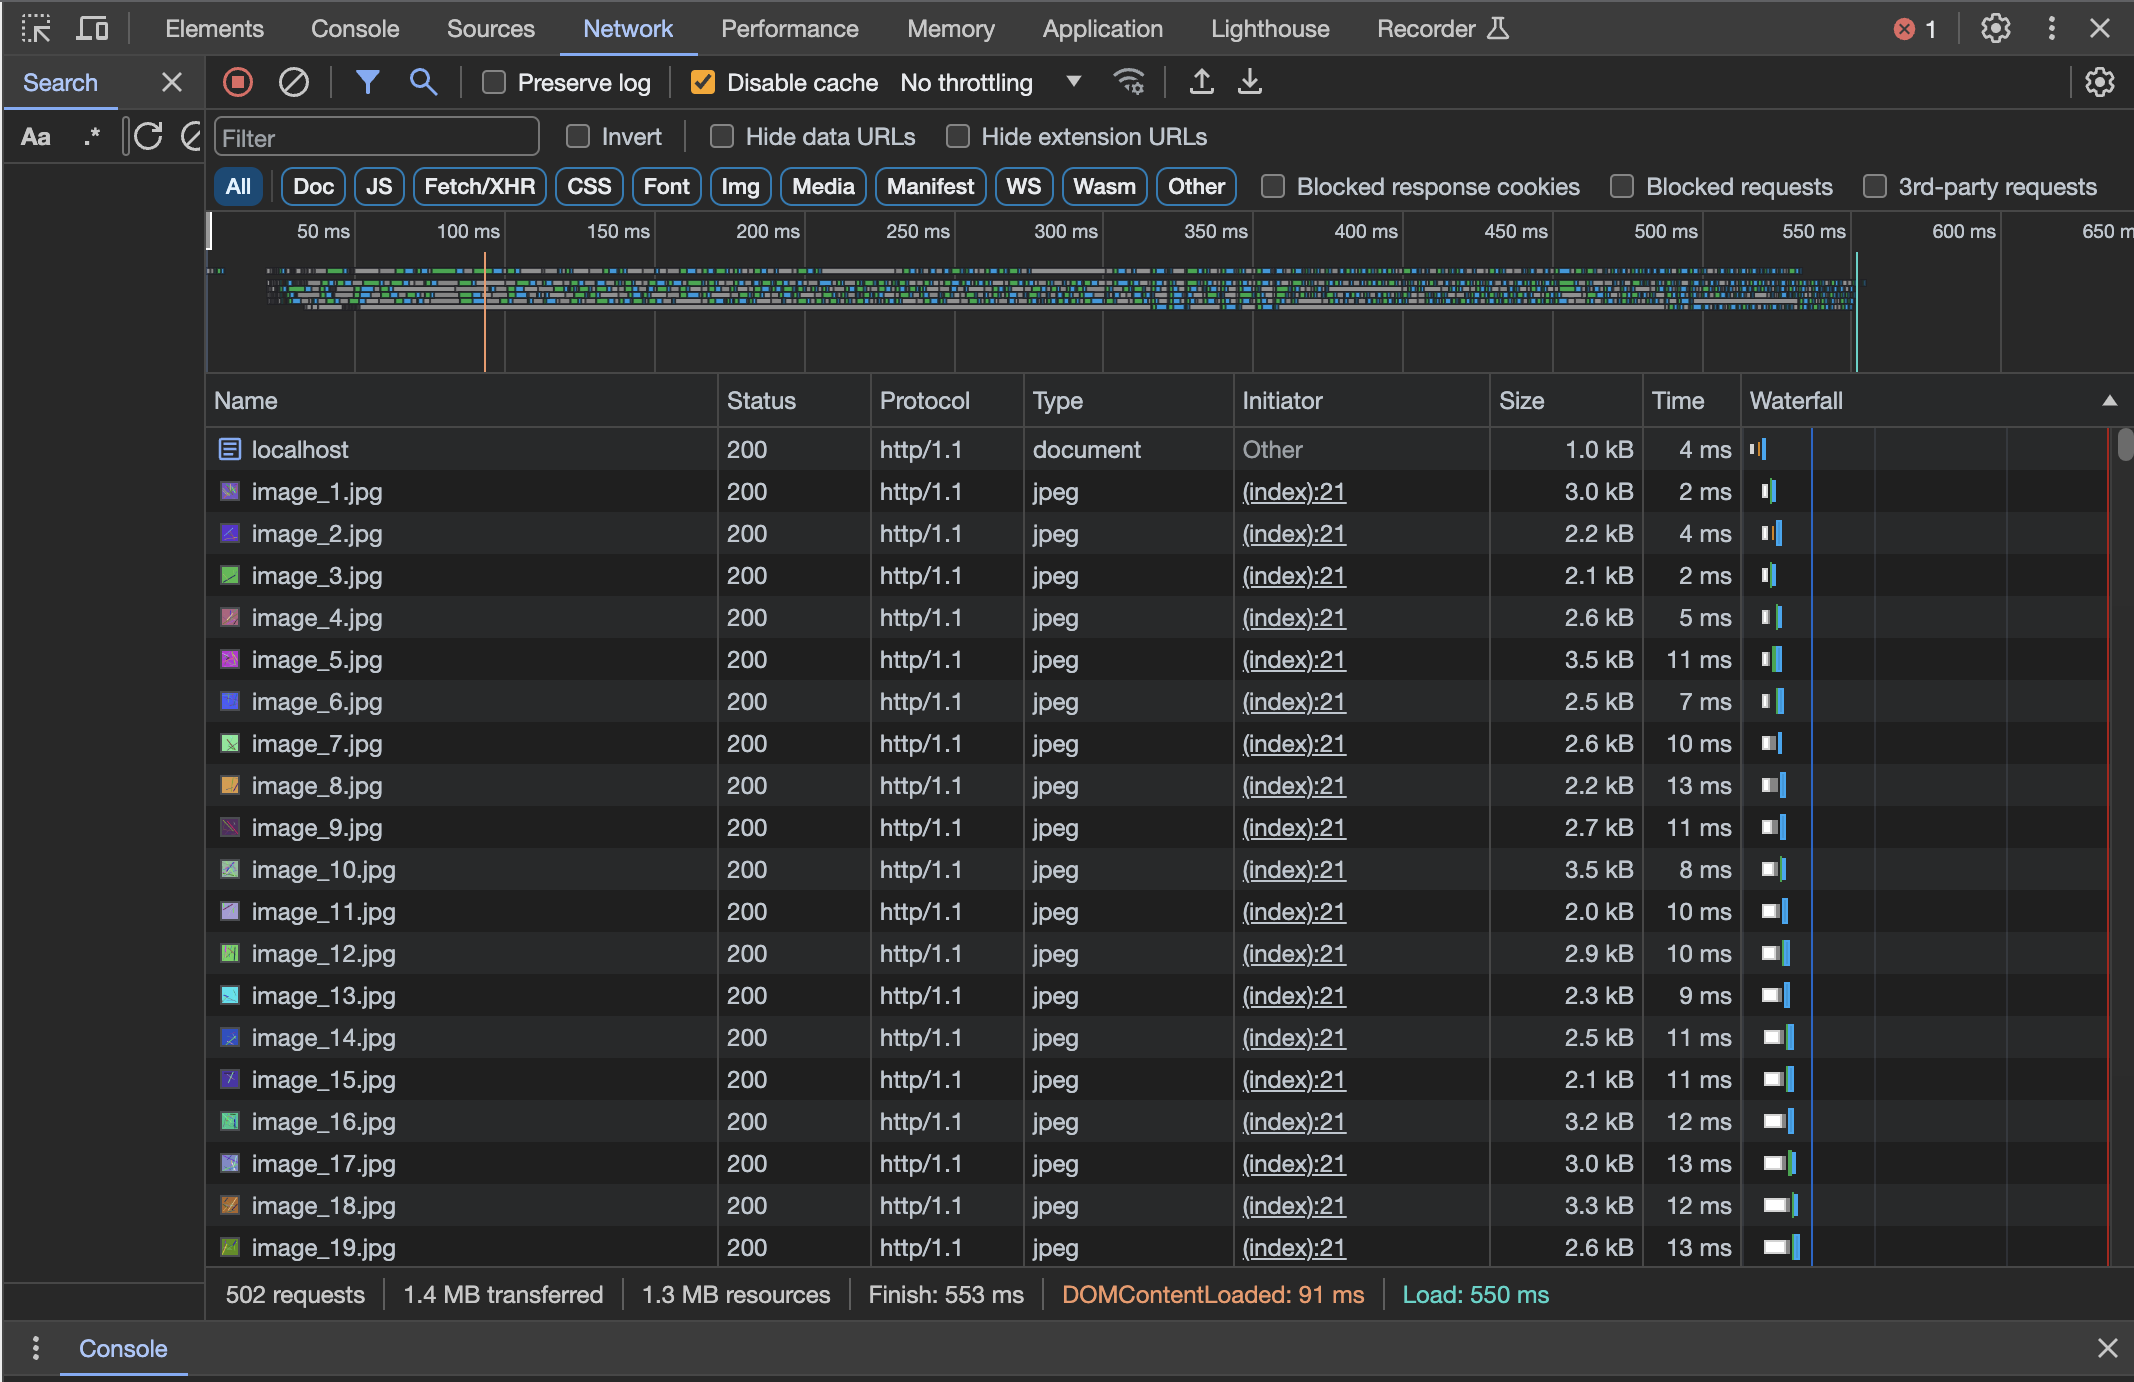 Elements Console Sources Network Performance Memory Application Lighthouse Recorder 1
Search Preserve log Disable cache No throttling
Aa .* Filter Invert Hide data URLs Hide extension URLs
All Doc JS Fetch/XHR CSS Font Img Media Manifest WS Wasm Other Blocked response cookies Blocked requests 3rd-party requests
50 ms 100 ms 150 ms 200 ms 250 ms 300 ms 350 ms 400 ms 450 ms 500 ms 550 ms 600 ms 650 m
Name Status Protocol Type Initiator Size Time Waterfall
localhost 200 http/1.1 document Other 1.0 kB 4 ms
image_1.jpg 200 http/1.1 jpeg (index):21 3.0 kB 2 ms
image_2.jpg 200 http/1.1 jpeg (index):21 2.2 kB 4 ms
image_3.jpg 200 http/1.1 jpeg (index):21 2.1 kB 2 ms
image_4.jpg 200 http/1.1 jpeg (index):21 2.6 kB 5 ms
image_5.jpg 200 http/1.1 jpeg (index):21 3.5 kB 11 ms
image_6.jpg 200 http/1.1 jpeg (index):21 2.5 kB 7 ms
image_7.jpg 200 http/1.1 jpeg (index):21 2.6 kB 10 ms
image_8.jpg 200 http/1.1 jpeg (index):21 2.2 kB 13 ms
image_9.jpg 200 http/1.1 jpeg (index):21 2.7 kB 11 ms
image_10.jpg 200 http/1.1 jpeg (index):21 3.5 kB 8 ms
image_11.jpg 200 http/1.1 jpeg (index):21 2.0 kB 10 ms
image_12.jpg 200 http/1.1 jpeg (index):21 2.9 kB 10 ms
image_13.jpg 200 http/1.1 jpeg (index):21 2.3 kB 9 ms
image_14.jpg 200 http/1.1 jpeg (index):21 2.5 kB 11 ms
image_15.jpg 200 http/1.1 jpeg (index):21 2.1 kB 11 ms
image_16.jpg 200 http/1.1 jpeg (index):21 3.2 kB 12 ms
image_17.jpg 200 http/1.1 jpeg (index):21 3.0 kB 13 ms
image_18.jpg 200 http/1.1 jpeg (index):21 3.3 kB 12 ms
image_19.jpg 200 http/1.1 jpeg (index):21 2.6 kB 13 ms
502 requests 1.4 MB transferred 1.3 MB resources Finish: 553 ms DOMContentLoaded: 91 ms Load: 550 ms
Console